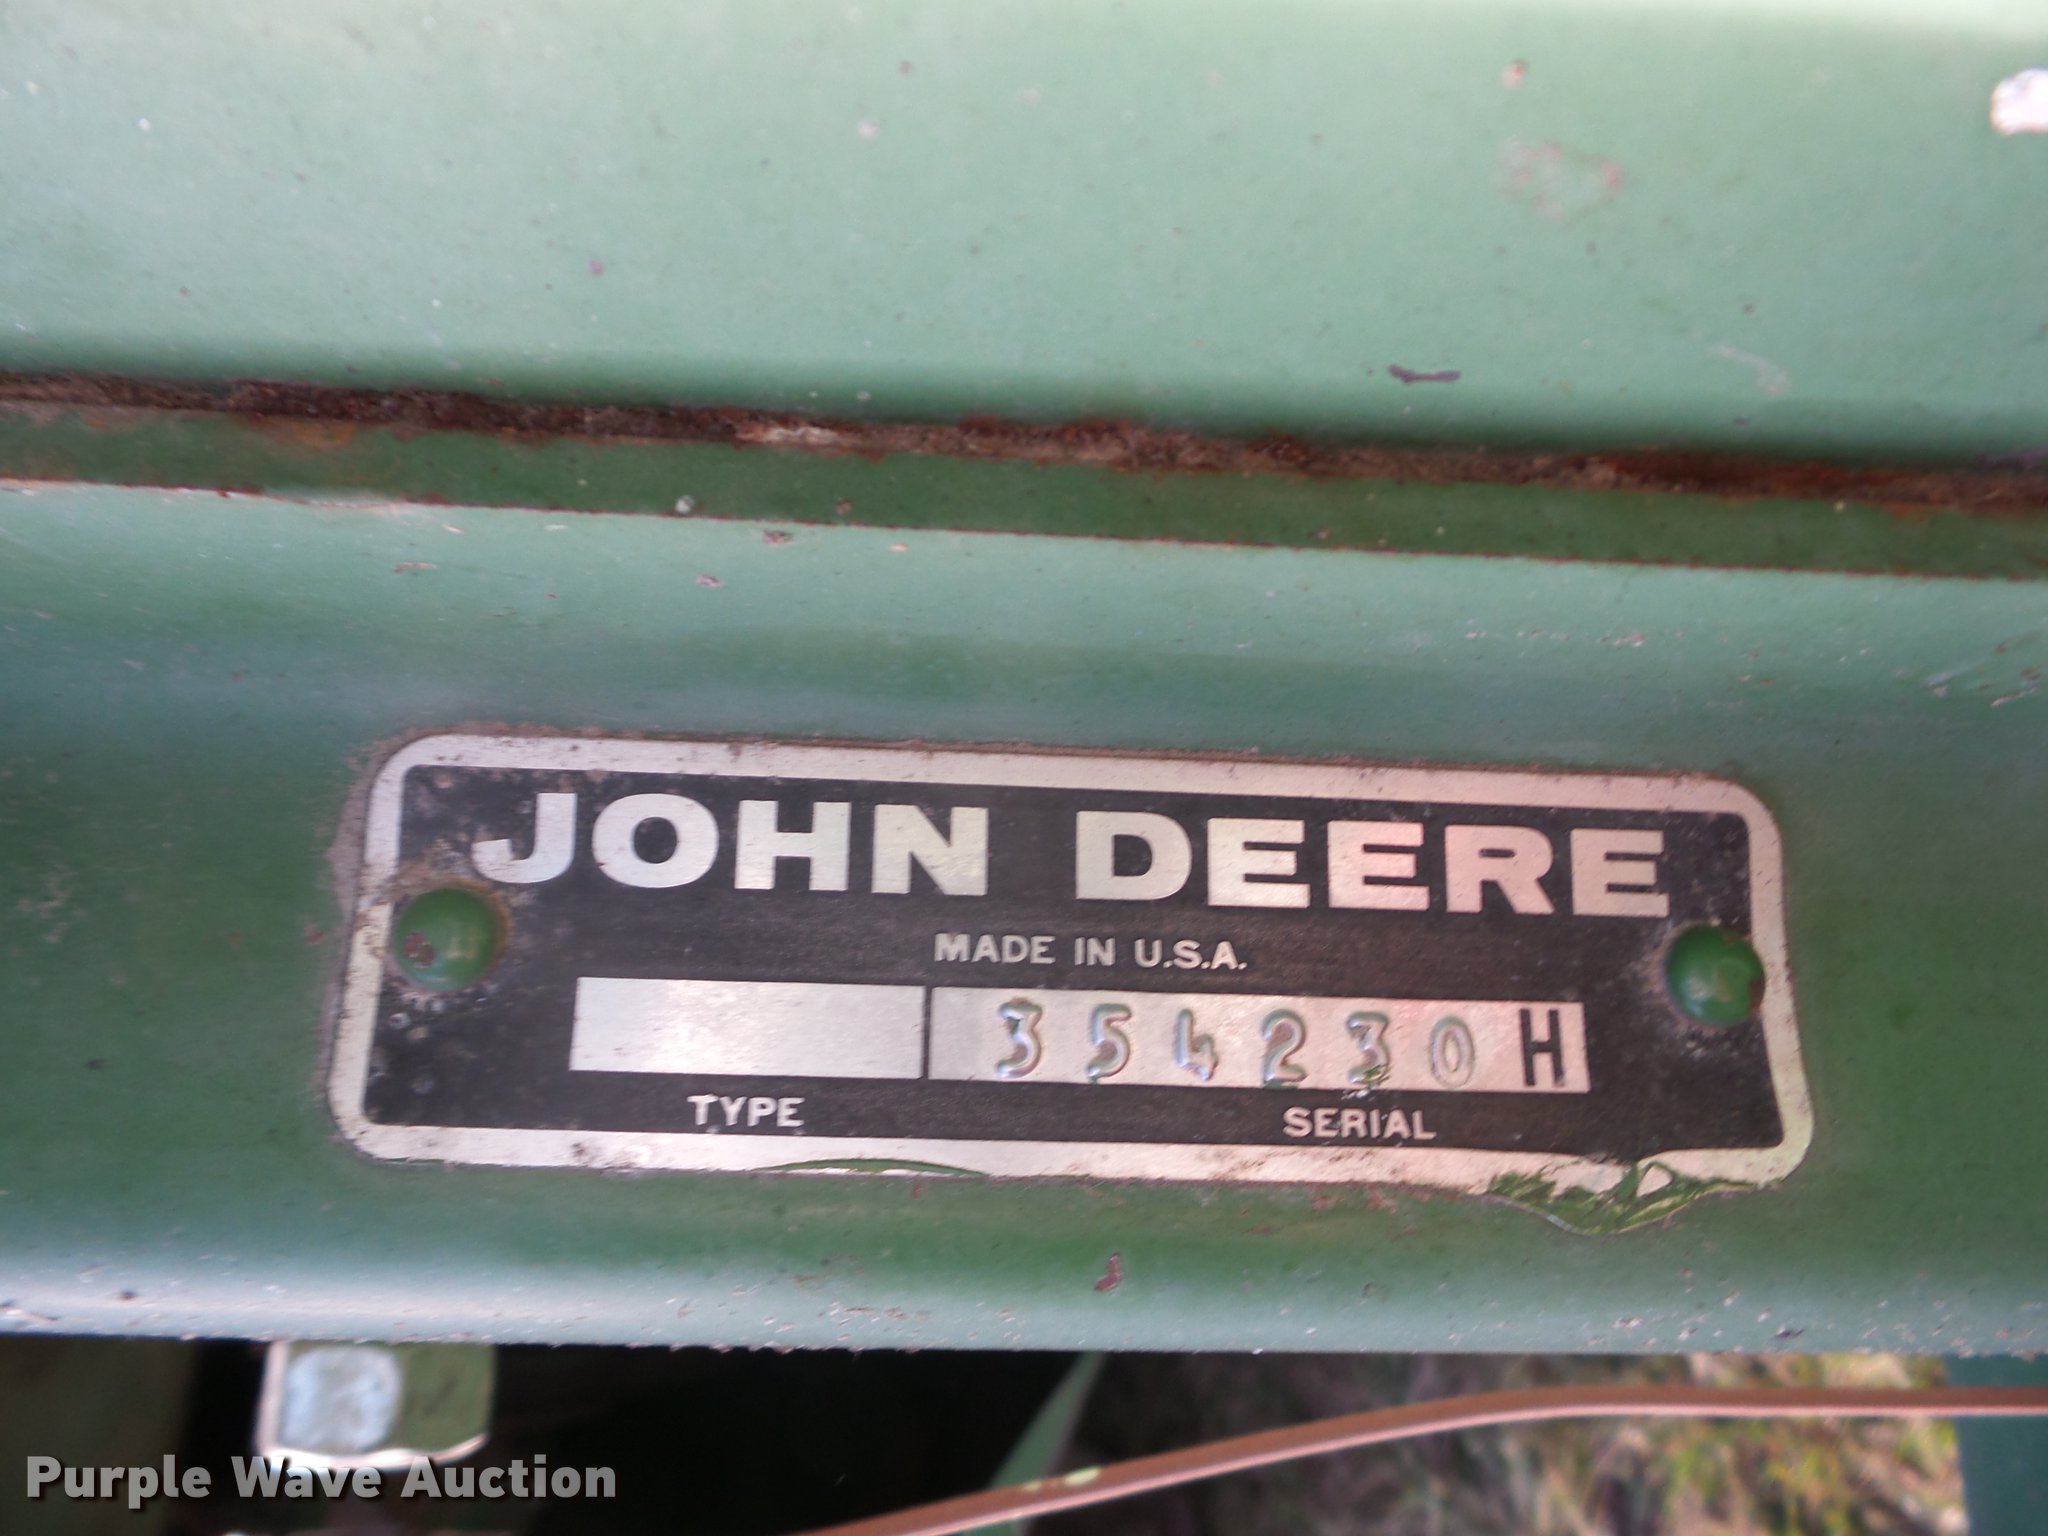 JOHN DEERE
MADE IN U.S.A.
354230H
TYPE SERIAL
Purple Wave Auction